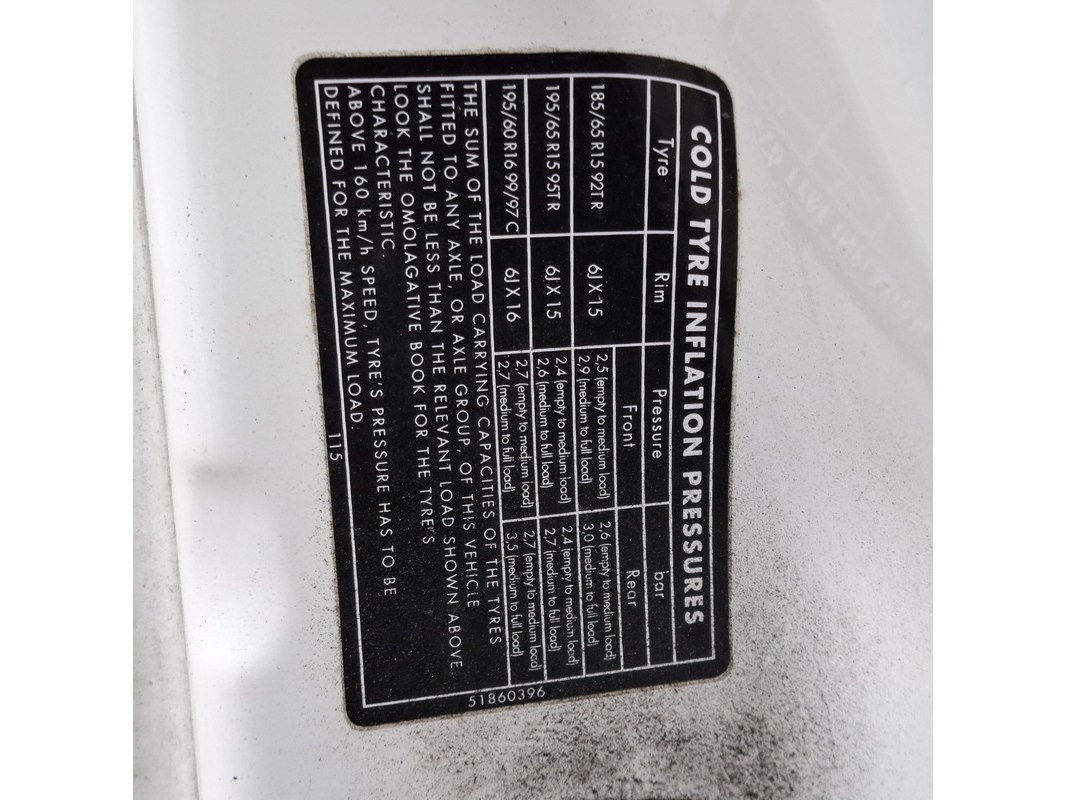 COLD TYRE INFLATION PRESSURES
Tyre Rim Pressure bar
Front Rear
185/65 R15 92TR 6J X 15 2,5 (empty to medium load) 2,6 (empty to medium load)
2,9 (medium to full load) 3,0 (medium to full load)
195/65 R15 95TR 6J X 15 2,4 (empty to medium load) 2,4 (empty to medium load)
2,6 (medium to full load) 2,7 (medium to full load)
195/60 R16 99/97 C 6J X 16 2,7 (empty to medium load) 2,7 (empty to medium load)
2,7 (medium to full load) 3,5 (medium to full load)
THE SUM OF THE LOAD CARRYING CAPACITIES OF THE TYRES
FITTED TO ANY AXLE, OR AXLE GROUP, OF THIS VEHICLE
SHALL NOT BE LESS THAN THE RELEVANT LOAD SHOWN ABOVE
LOOK THE OMOLAGATIVE BOOK FOR THE TYRE'S
CHARACTERISTIC.
ABOVE 160 km/h SPEED, TYRE'S PRESSURE HAS TO BE
DEFINED FOR THE MAXIMUM LOAD.
115
51860396